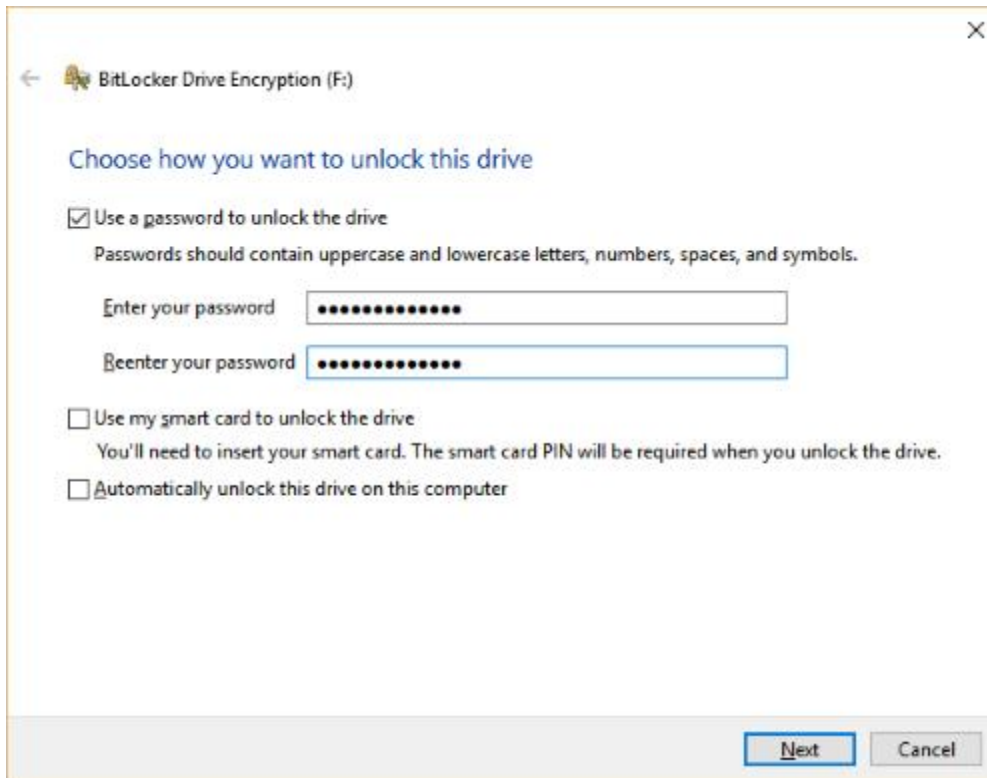 BitLocker Drive Encryption (F:)
Choose how you want to unlock this drive
Use a password to unlock the drive
Passwords should contain uppercase and lowercase letters, numbers, spaces, and symbols.
Enter your password
●●●●●●●●●●●●●
Reenter your password
●●●●●●●●●●●●●
Use my smart card to unlock the drive
You'll need to insert your smart card. The smart card PIN will be required when you unlock the drive.
Automatically unlock this drive on this computer
Next
Cancel